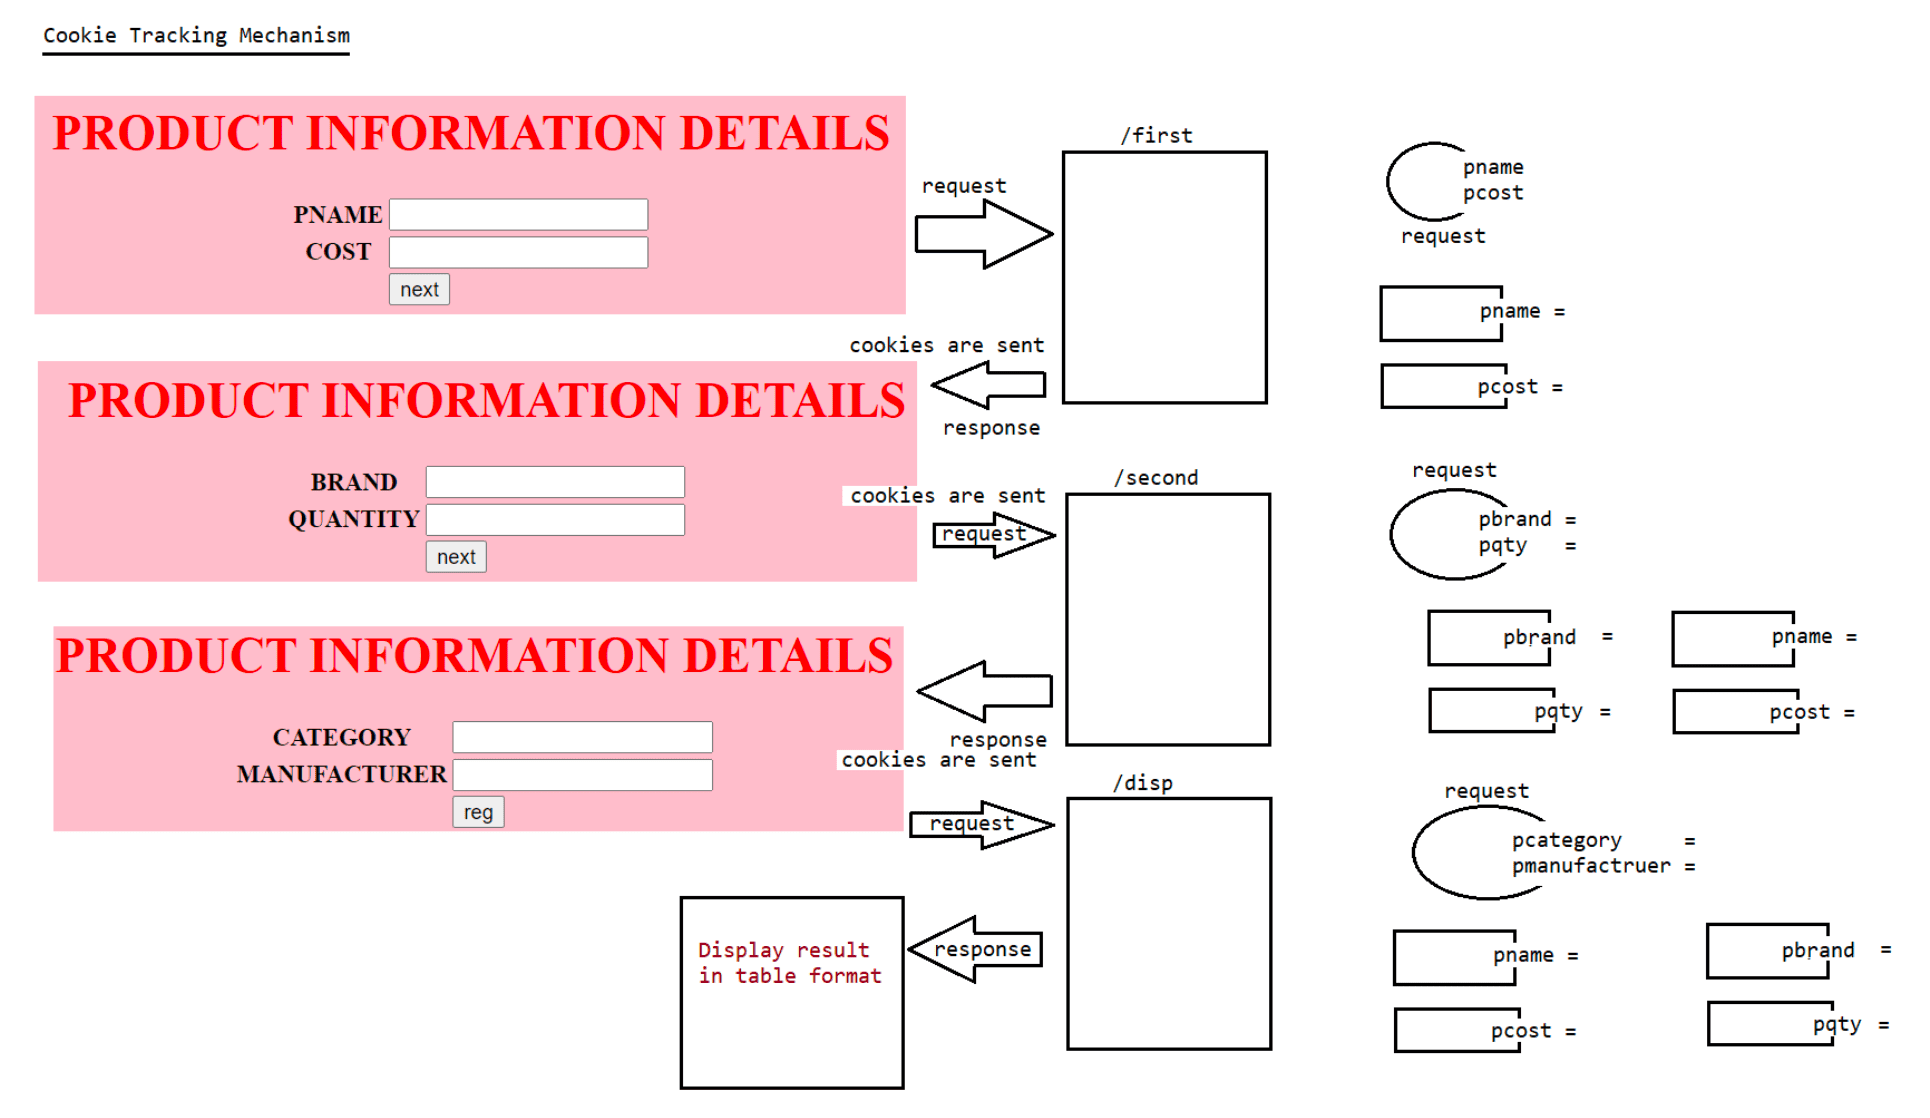 Cookie Tracking Mechanism
PRODUCT INFORMATION DETAILS
PNAME
COST
next
request
/first
pname
pcost
request
pname =
pcost =
cookies are sent
response
PRODUCT INFORMATION DETAILS
BRAND
QUANTITY
next
cookies are sent
request
/second
request
pbrand =
pqty =
pbrand =
pname =
pqty =
pcost =
PRODUCT INFORMATION DETAILS
CATEGORY
MANUFACTURER
reg
response
cookies are sent
request
/disp
request
pcategory =
pmanufactruer =
pname =
pbrand =
pcost =
pqty =
response
Display result
in table format